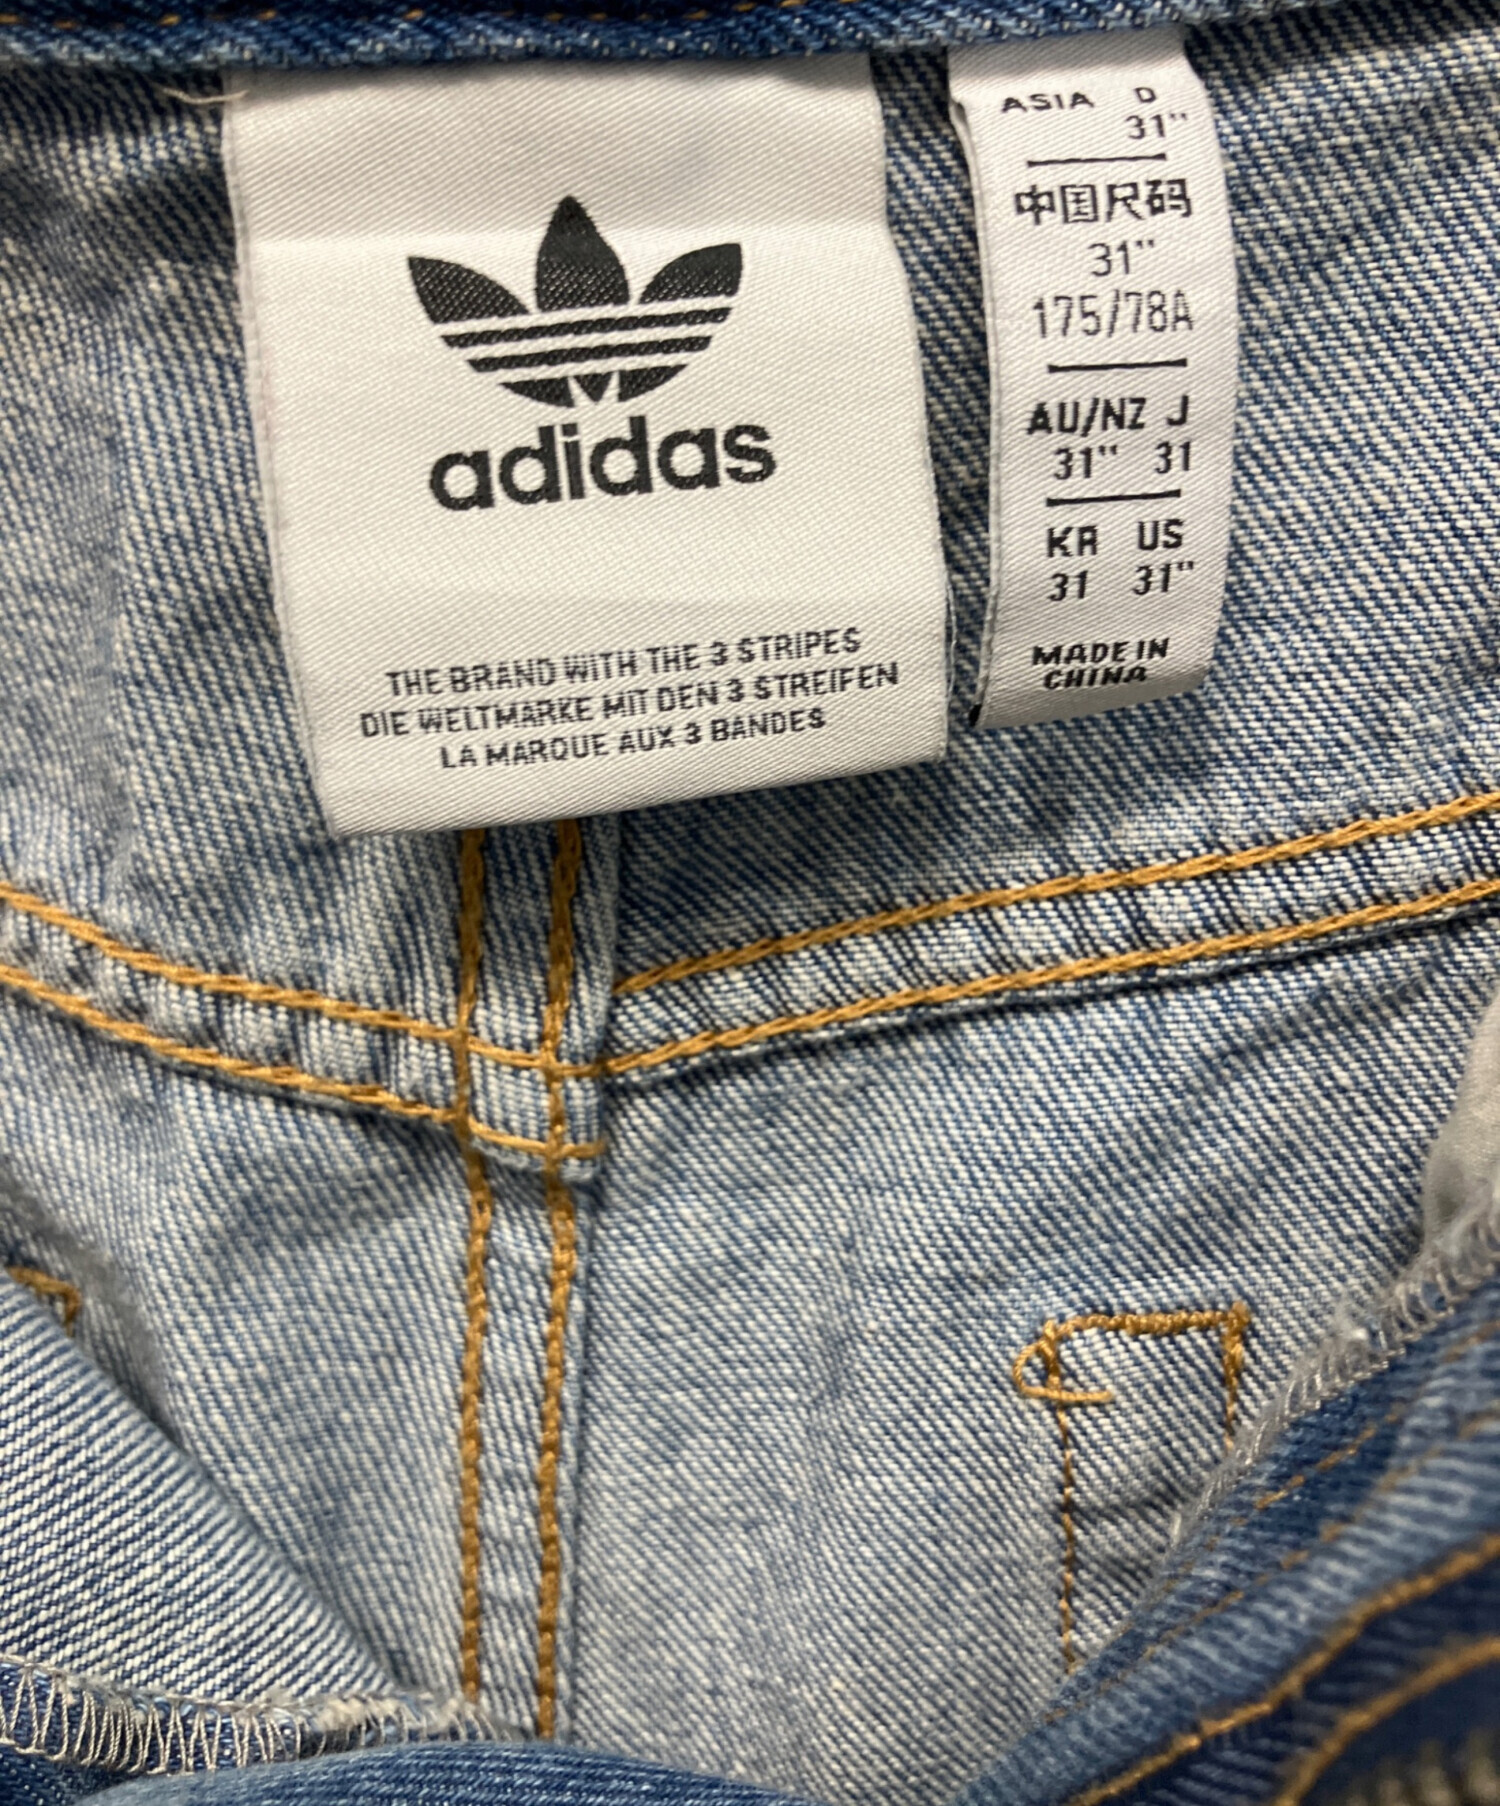 adidas
THE BRAND WITH THE 3 STRIPES
DIE WELTMARKE MIT DEN 3 STREIFEN
LA MARQUE AUX 3 BANDES
ASIA D
31"
中国尺码
31"
175/78A
AU/NZ J
31" 31
KR US
31 31"
MADE IN
CHINA